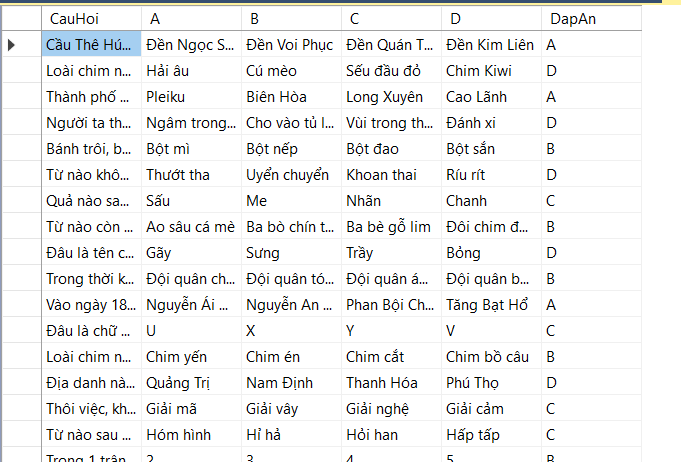 CauHoi A B C D DapAn
Cầu Thê Hú... Đền Ngọc S... Đền Voi Phục Đền Quán T... Đền Kim Liên A
Loài chim n... Hải âu Cú mèo Sếu đầu đỏ Chim Kiwi D
Thành phố ... Pleiku Biên Hòa Long Xuyên Cao Lãnh A
Người ta th... Ngâm trong... Cho vào tủ l... Vùi trong th... Đánh xi D
Bánh trôi, b... Bột mì Bột nếp Bột đao Bột sắn B
Từ nào khô... Thướt tha Uyển chuyển Khoan thai Ríu rít D
Quả nào sa... Sấu Me Nhãn Chanh C
Từ nào còn ... Ao sâu cá mè Ba bò chín t... Ba bè gỗ lim Đôi chim đ... B
Đâu là tên c... Gãy Sưng Trầy Bỏng D
Trong thời k... Đội quân ch... Đội quân tó... Đội quân á... Đội quân b... B
Vào ngày 18... Nguyễn Ái ... Nguyễn An ... Phan Bội Ch... Tăng Bạt Hổ A
Đâu là chữ ... U X Y V C
Loài chim n... Chim yến Chim én Chim cắt Chim bồ câu B
Địa danh nà... Quảng Trị Nam Định Thanh Hóa Phú Thọ D
Thôi việc, kh... Giải mã Giải vây Giải nghệ Giải cảm C
Từ nào sau ... Hóm hình Hỉ hả Hỏi han Hấp tấp C
Trong 1 trận... 2 3 4 5 B